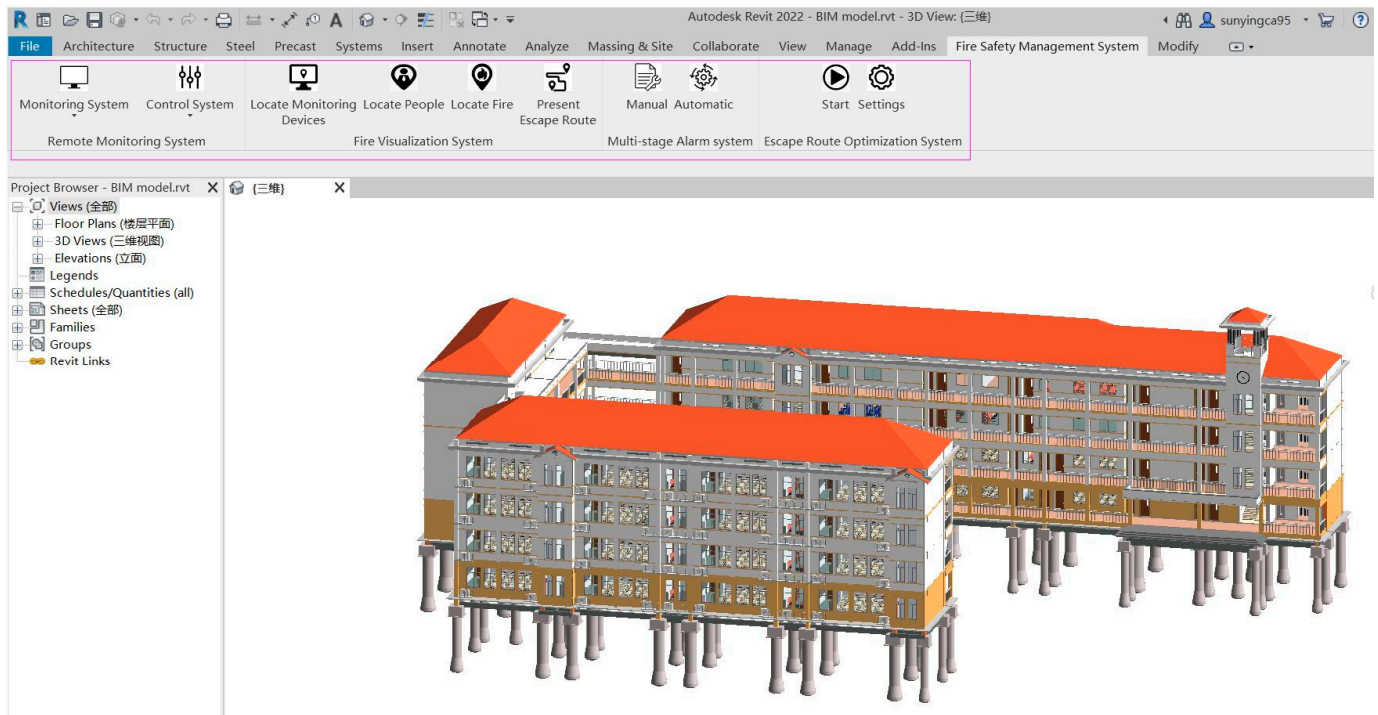 Autodesk Revit 2022 - BIM model.rvt - 3D View: {三维}
sunyingca95
File Architecture Structure Steel Precast Systems Insert Annotate Analyze Massing & Site Collaborate View Manage Add-Ins Fire Safety Management System Modify
Monitoring System Control System Locate Monitoring Locate People Locate Fire Present Manual Automatic Start Settings
Devices Escape Route
Remote Monitoring System Fire Visualization System Multi-stage Alarm system Escape Route Optimization System
Project Browser - BIM model.rvt {三维}
Views (全部)
Floor Plans (楼层平面)
3D Views (三维视图)
Elevations (立面)
Legends
Schedules/Quantities (all)
Sheets (全部)
Families
Groups
Revit Links